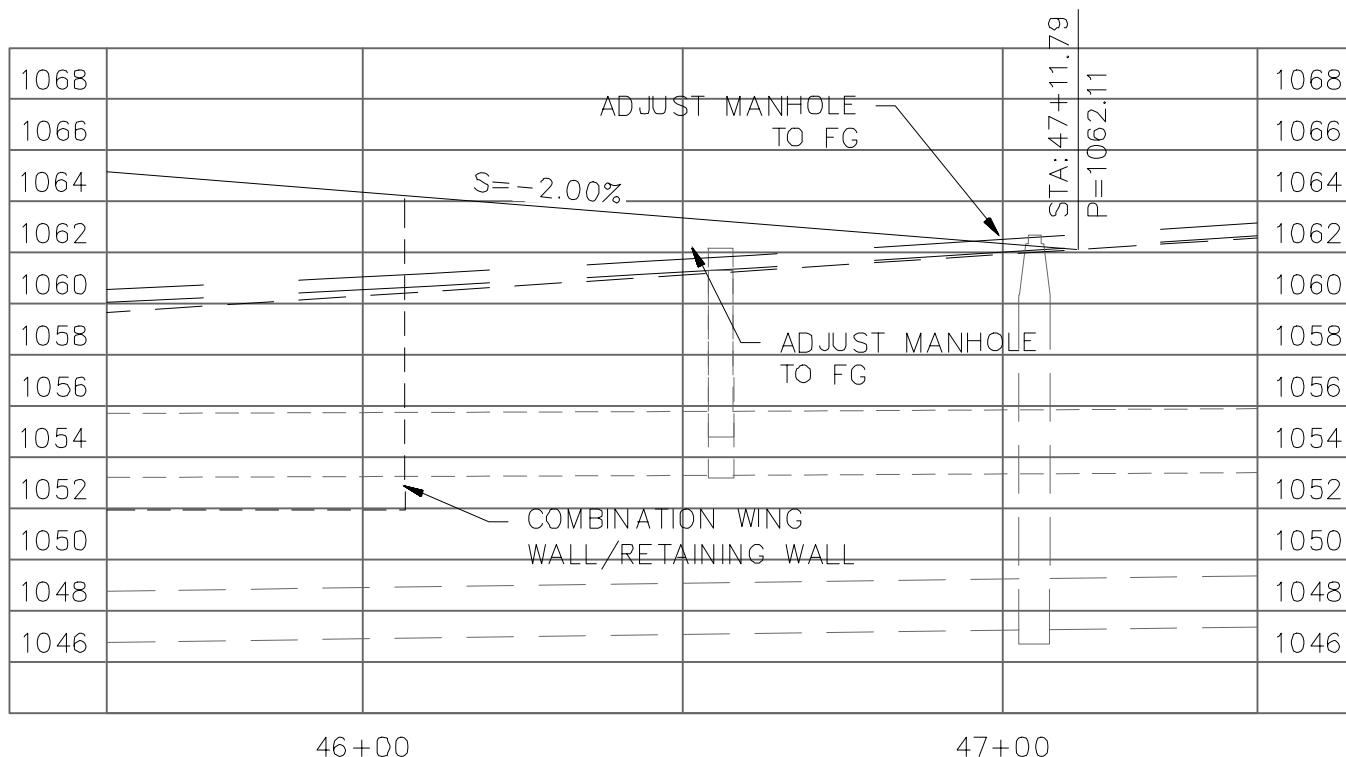 STA: 47+11.79
P=1062.11
1068 1068
ADJUST MANHOLE
TO FG
1066 1066
1064 1064
S=-2.00%
1062 1062
1060 1060
1058 1058
ADJUST MANHOLE
TO FG
1056 1056
1054 1054
1052 1052
COMBINATION WING
WALL/RETAINING WALL
1050 1050
1048 1048
1046 1046
46+00 47+00